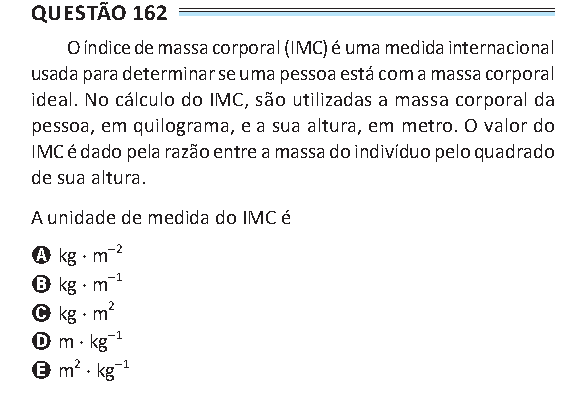 QUESTÃO 162
O índice de massa corporal (IMC) é uma medida internacional
usada para determinar se uma pessoa está com a massa corporal
ideal. No cálculo do IMC, são utilizadas a massa corporal da
pessoa, em quilograma, e a sua altura, em metro. O valor do
IMC é dado pela razão entre a massa do indivíduo pelo quadrado
de sua altura.
A unidade de medida do IMC é
A kg · m⁻²
B kg · m⁻¹
C kg · m²
D m · kg⁻¹
E m² · kg⁻¹